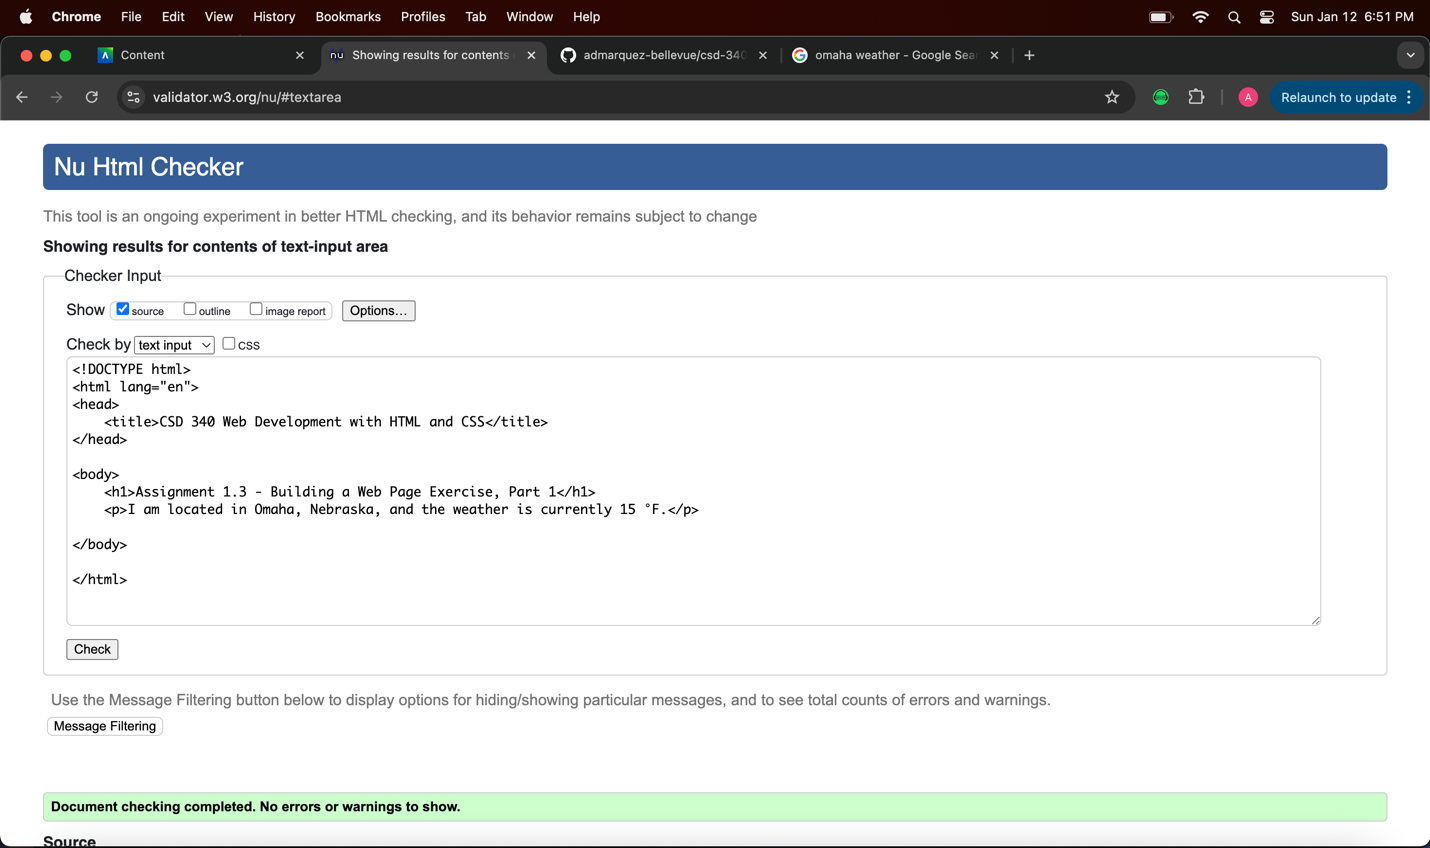 Chrome File Edit View History Bookmarks Profiles Tab Window Help Sun Jan 12 6:51 PM
Content nu Showing results for contents admarquez-bellevue/csd-340 omaha weather - Google Sea
validator.w3.org/nu/#textarea A Relaunch to update
Nu Html Checker
This tool is an ongoing experiment in better HTML checking, and its behavior remains subject to change
Showing results for contents of text-input area
Checker Input
Show source outline image report Options...
Check by text input css
<!DOCTYPE html>
<html lang="en">
<head>
    <title>CSD 340 Web Development with HTML and CSS</title>
</head>
<body>
    <h1>Assignment 1.3 - Building a Web Page Exercise, Part 1</h1>
    <p>I am located in Omaha, Nebraska, and the weather is currently 15 °F.</p>
</body>
</html>
Check
Use the Message Filtering button below to display options for hiding/showing particular messages, and to see total counts of errors and warnings.
Message Filtering
Document checking completed. No errors or warnings to show.
Source